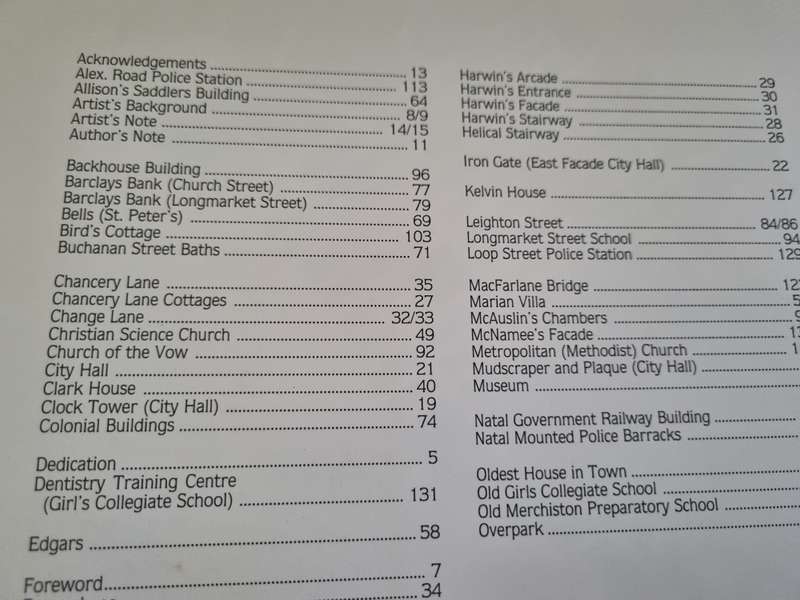 Acknowledgements ........ 13
Alex. Road Police Station ........ 113
Allison's Saddlers Building ........ 64
Artist's Background ........ 8/9
Artist's Note ........ 14/15
Author's Note ........ 11
Backhouse Building ........ 96
Barclays Bank (Church Street) ........ 77
Barclays Bank (Longmarket Street) ........ 79
Bells (St. Peter's) ........ 69
Bird's Cottage ........ 103
Buchanan Street Baths ........ 71
Chancery Lane ........ 35
Chancery Lane Cottages ........ 27
Change Lane ........ 32/33
Christian Science Church ........ 49
Church of the Vow ........ 92
City Hall ........ 21
Clark House ........ 40
Clock Tower (City Hall) ........ 19
Colonial Buildings ........ 74
Dedication ........ 5
Dentistry Training Centre
(Girl's Collegiate School) ........ 131
Edgars ........ 58
Foreword ........ 7
34
Harwin's Arcade ........ 29
Harwin's Entrance ........ 30
Harwin's Facade ........ 31
Harwin's Stairway ........ 28
Helical Stairway ........ 26
Iron Gate (East Facade City Hall) ........ 22
Kelvin House ........ 127
Leighton Street ........ 84/86
Longmarket Street School ........ 94
Loop Street Police Station ........ 129
MacFarlane Bridge ........
Marian Villa ........
McAuslin's Chambers ........
McNamee's Facade ........
Metropolitan (Methodist) Church ........
Mudscraper and Plaque (City Hall) ........
Museum ........
Natal Government Railway Building ........
Natal Mounted Police Barracks ........
Oldest House in Town ........
Old Girls Collegiate School ........
Old Merchiston Preparatory School ........
Overpark ........